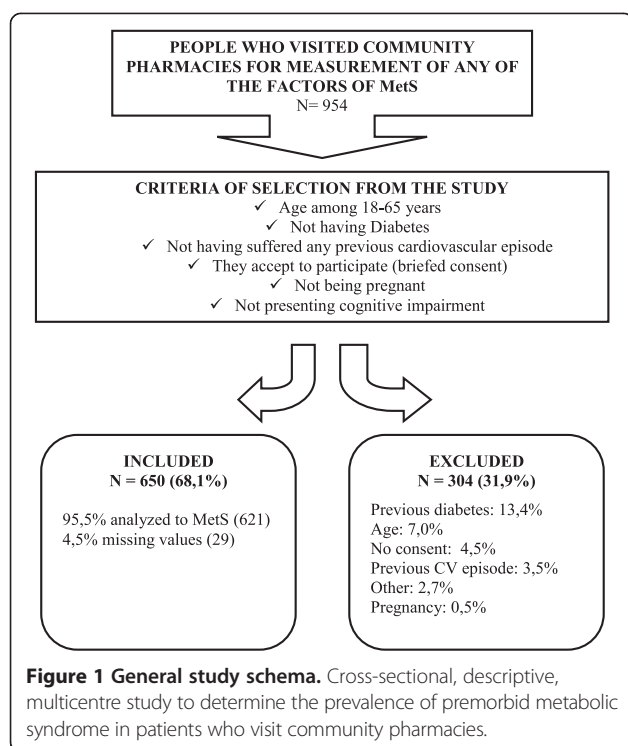 PEOPLE WHO VISITED COMMUNITY
PHARMACIES FOR MEASUREMENT OF ANY OF
THE FACTORS OF MetS
N= 954
CRITERIA OF SELECTION FROM THE STUDY
✓ Age among 18-65 years
✓ Not having Diabetes
✓ Not having suffered any previous cardiovascular episode
✓ They accept to participate (briefed consent)
✓ Not being pregnant
✓ Not presenting cognitive impairment
INCLUDED
N = 650 (68,1%)
95,5% analyzed to MetS (621)
4,5% missing values (29)
EXCLUDED
N = 304 (31,9%)
Previous diabetes: 13,4%
Age: 7,0%
No consent: 4,5%
Previous CV episode: 3,5%
Other: 2,7%
Pregnancy: 0,5%
Figure 1 General study schema. Cross-sectional, descriptive,
multicentre study to determine the prevalence of premorbid metabolic
syndrome in patients who visit community pharmacies.